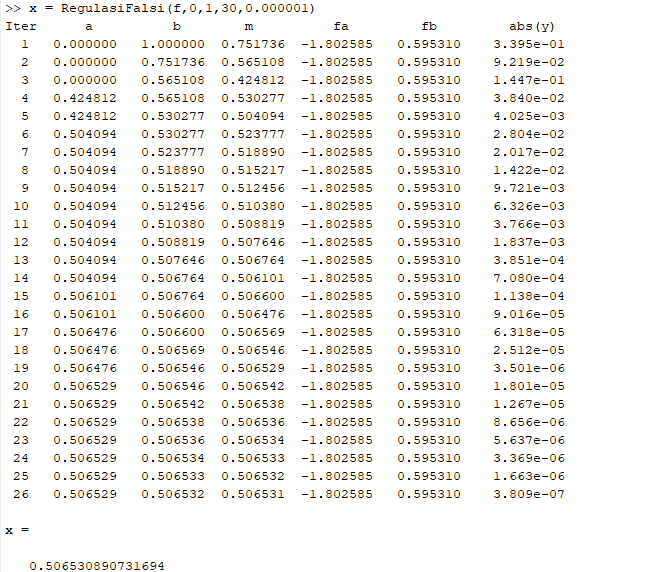 >> x = RegulasiFalsi(f,0,1,30,0.000001)
Iter a b m fa fb abs(y)
1 0.000000 1.000000 0.751736 -1.802585 0.595310 3.395e-01
2 0.000000 0.751736 0.565108 -1.802585 0.595310 9.219e-02
3 0.000000 0.565108 0.424812 -1.802585 0.595310 1.447e-01
4 0.424812 0.565108 0.530277 -1.802585 0.595310 3.840e-02
5 0.424812 0.530277 0.504094 -1.802585 0.595310 4.025e-03
6 0.504094 0.530277 0.523777 -1.802585 0.595310 2.804e-02
7 0.504094 0.523777 0.518890 -1.802585 0.595310 2.017e-02
8 0.504094 0.518890 0.515217 -1.802585 0.595310 1.422e-02
9 0.504094 0.515217 0.512456 -1.802585 0.595310 9.721e-03
10 0.504094 0.512456 0.510380 -1.802585 0.595310 6.326e-03
11 0.504094 0.510380 0.508819 -1.802585 0.595310 3.766e-03
12 0.504094 0.508819 0.507646 -1.802585 0.595310 1.837e-03
13 0.504094 0.507646 0.506764 -1.802585 0.595310 3.851e-04
14 0.504094 0.506764 0.506101 -1.802585 0.595310 7.080e-04
15 0.506101 0.506764 0.506600 -1.802585 0.595310 1.138e-04
16 0.506101 0.506600 0.506476 -1.802585 0.595310 9.016e-05
17 0.506476 0.506600 0.506569 -1.802585 0.595310 6.318e-05
18 0.506476 0.506569 0.506546 -1.802585 0.595310 2.512e-05
19 0.506476 0.506546 0.506529 -1.802585 0.595310 3.501e-06
20 0.506529 0.506546 0.506542 -1.802585 0.595310 1.801e-05
21 0.506529 0.506542 0.506538 -1.802585 0.595310 1.267e-05
22 0.506529 0.506538 0.506536 -1.802585 0.595310 8.656e-06
23 0.506529 0.506536 0.506534 -1.802585 0.595310 5.637e-06
24 0.506529 0.506534 0.506533 -1.802585 0.595310 3.369e-06
25 0.506529 0.506533 0.506532 -1.802585 0.595310 1.663e-06
26 0.506529 0.506532 0.506531 -1.802585 0.595310 3.809e-07
x =
0.506530890731694